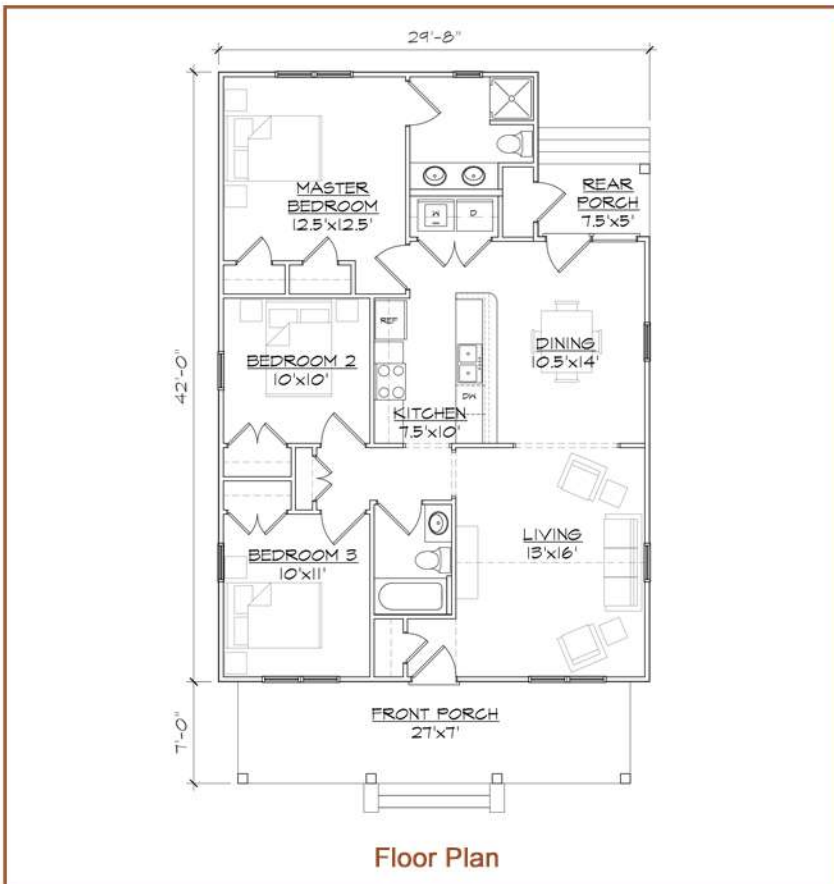 29'-8"
MASTER
BEDROOM
12.5'x12.5'
W
D
REAR
PORCH
7.5'x5'
42'-0"
REF
BEDROOM 2
10'x10'
DINING
10.5'x14'
DW
KITCHEN
7.5'x10'
LIVING
13'x16'
BEDROOM 3
10'x11'
7'-0"
FRONT PORCH
27'x7'
Floor Plan